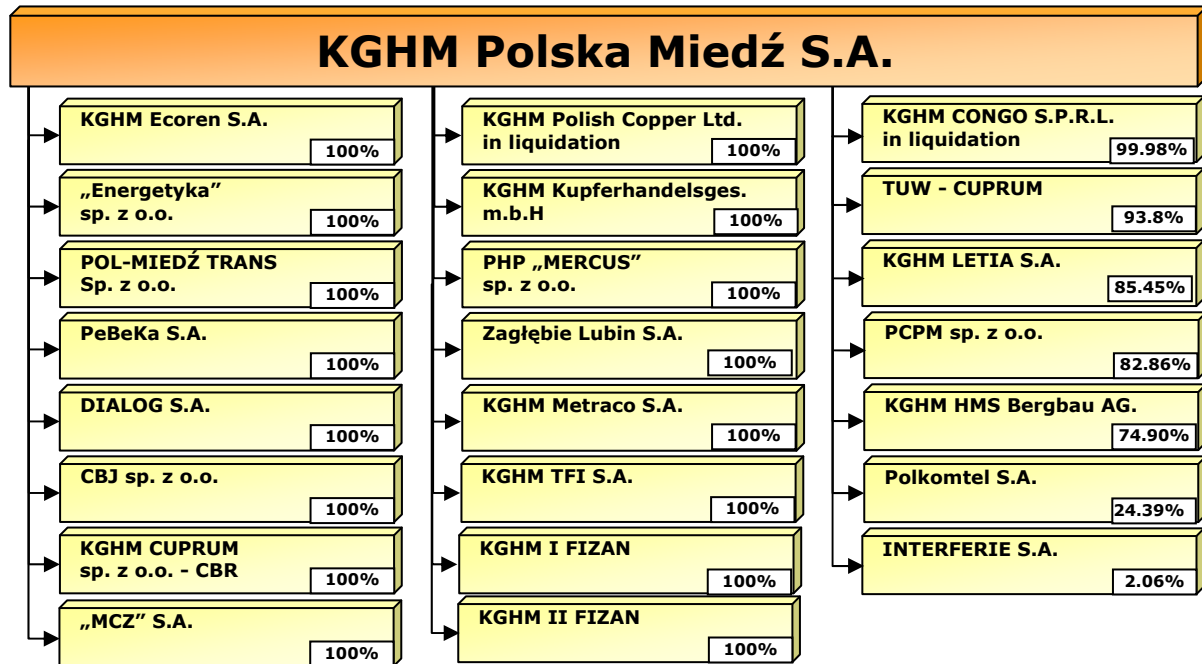 KGHM Polska Miedź S.A.
KGHM Ecoren S.A.
100%
„Energetyka”
sp. z o.o.
100%
POL-MIEDŹ TRANS
Sp. z o.o.
100%
PeBeKa S.A.
100%
DIALOG S.A.
100%
CBJ sp. z o.o.
100%
KGHM CUPRUM
sp. z o.o. - CBR
100%
„MCZ” S.A.
100%
KGHM Polish Copper Ltd.
in liquidation
100%
KGHM Kupferhandelsges.
m.b.H
100%
PHP „MERCUS”
sp. z o.o.
100%
Zagłębie Lubin S.A.
100%
KGHM Metraco S.A.
100%
KGHM TFI S.A.
100%
KGHM I FIZAN
100%
KGHM II FIZAN
100%
KGHM CONGO S.P.R.L.
in liquidation
99.98%
TUW - CUPRUM
93.8%
KGHM LETIA S.A.
85.45%
PCPM sp. z o.o.
82.86%
KGHM HMS Bergbau AG.
74.90%
Polkomtel S.A.
24.39%
INTERFERIE S.A.
2.06%